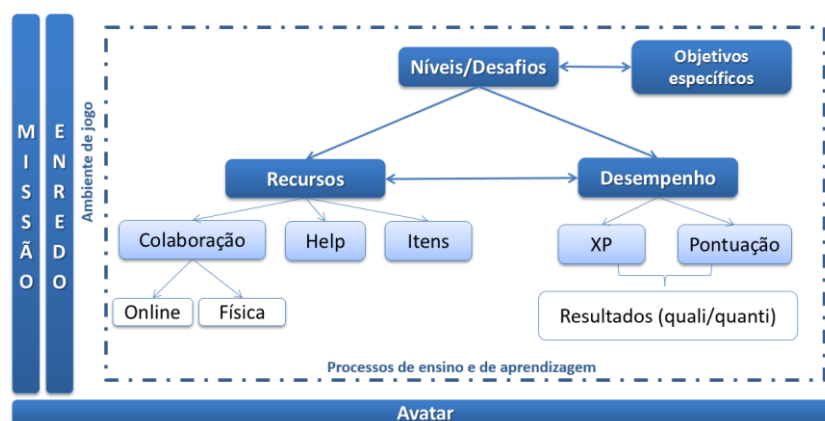 MISSÃO
ENREDO
Ambiente de jogo
Níveis/Desafios
Objetivos
específicos
Recursos
Desempenho
Colaboração
Help
Itens
XP
Pontuação
Online
Física
Resultados (quali/quanti)
Processos de ensino e de aprendizagem
Avatar